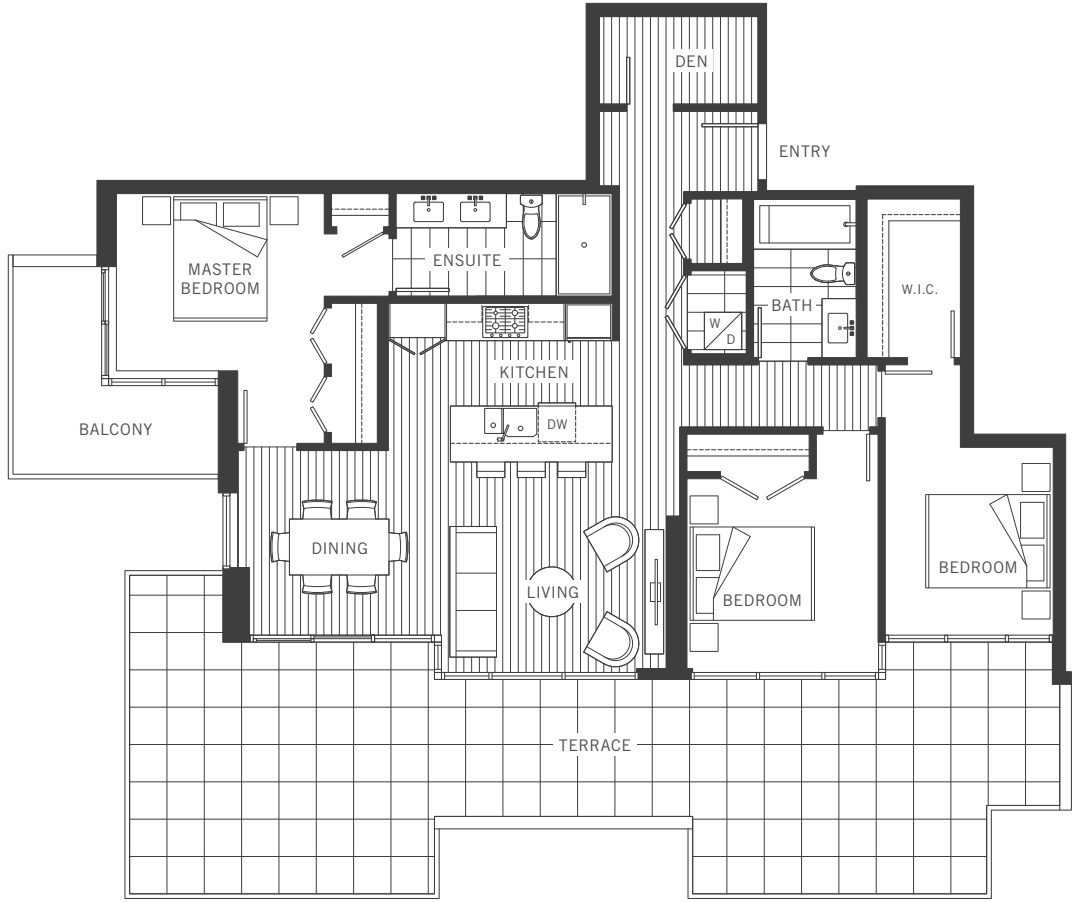 DEN
ENTRY
MASTER
BEDROOM
ENSUITE
W.I.C.
BATH
W
D
KITCHEN
BALCONY
DW
DINING
LIVING
BEDROOM
BEDROOM
TERRACE